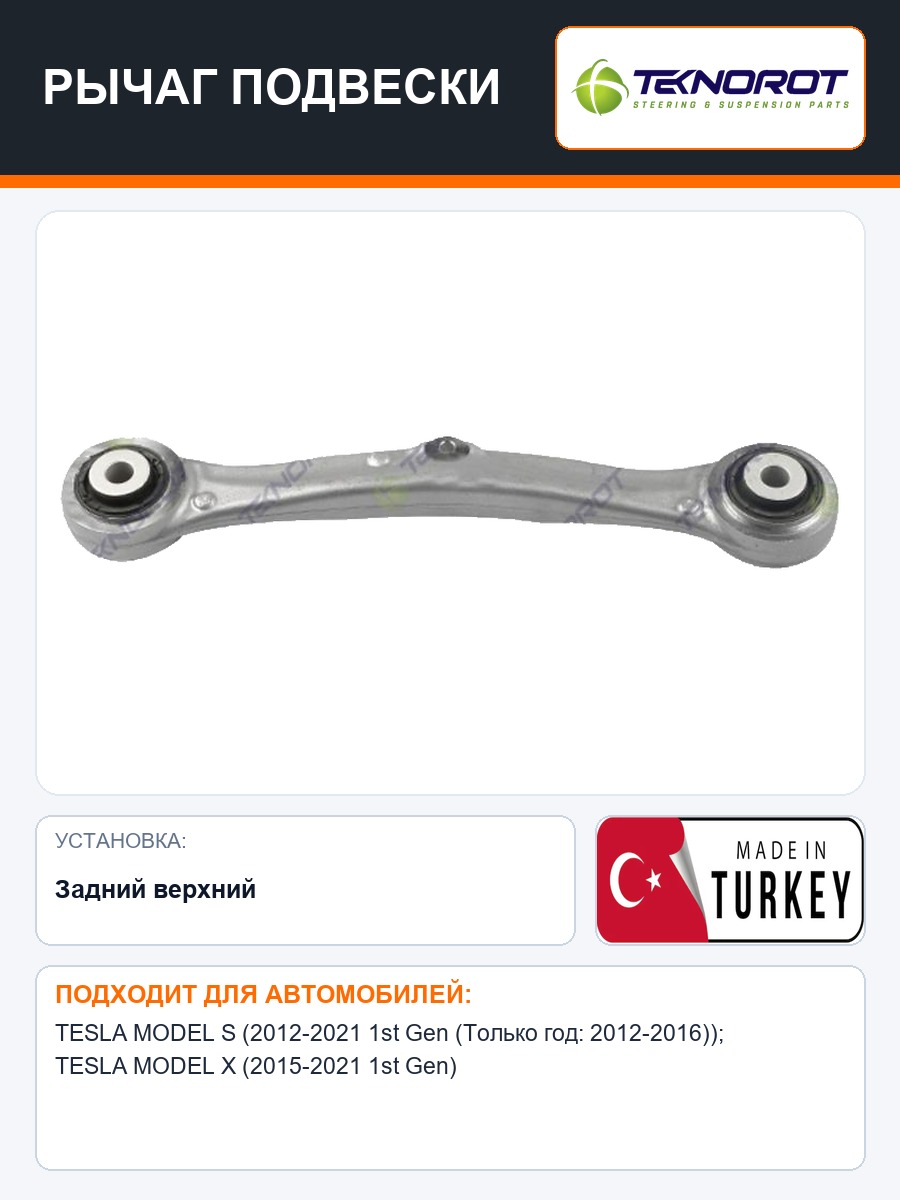 РЫЧАГ ПОДВЕСКИ
TEKNOROT
STEERING & SUSPENSION PARTS
TEKNOROT
УСТАНОВКА:
Задний верхний
MADE IN
TURKEY
ПОДХОДИТ ДЛЯ АВТОМОБИЛЕЙ:
TESLA MODEL S (2012-2021 1st Gen (Только год: 2012-2016));
TESLA MODEL X (2015-2021 1st Gen)